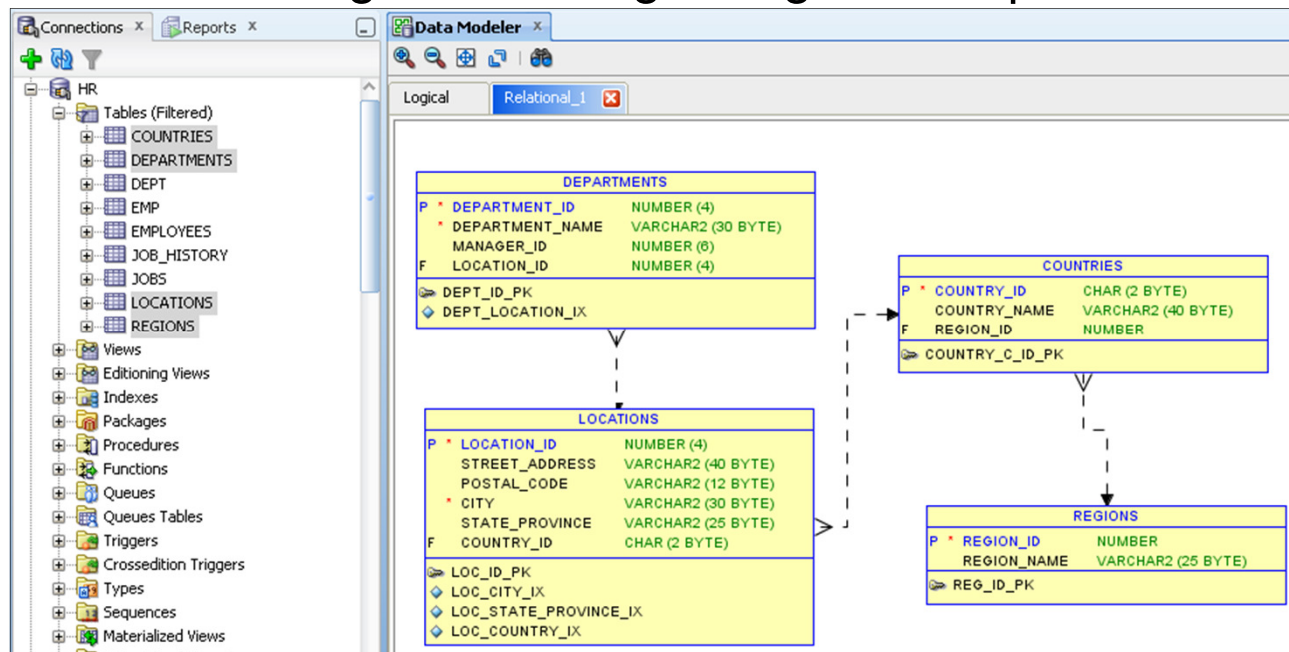 Connections
Reports
HR
Tables (Filtered)
COUNTRIES
DEPARTMENTS
DEPT
EMP
EMPLOYEES
JOB_HISTORY
JOBS
LOCATIONS
REGIONS
Views
Editioning Views
Indexes
Packages
Procedures
Functions
Queues
Queues Tables
Triggers
Crossedition Triggers
Types
Sequences
Materialized Views
Data Modeler
Logical Relational_1
DEPARTMENTS
P * DEPARTMENT_ID NUMBER (4)
* DEPARTMENT_NAME VARCHAR2 (30 BYTE)
MANAGER_ID NUMBER (6)
F LOCATION_ID NUMBER (4)
DEPT_ID_PK
DEPT_LOCATION_IX
LOCATIONS
P * LOCATION_ID NUMBER (4)
STREET_ADDRESS VARCHAR2 (40 BYTE)
POSTAL_CODE VARCHAR2 (12 BYTE)
* CITY VARCHAR2 (30 BYTE)
STATE_PROVINCE VARCHAR2 (25 BYTE)
F COUNTRY_ID CHAR (2 BYTE)
LOC_ID_PK
LOC_CITY_IX
LOC_STATE_PROVINCE_IX
LOC_COUNTRY_IX
COUNTRIES
P * COUNTRY_ID CHAR (2 BYTE)
COUNTRY_NAME VARCHAR2 (40 BYTE)
F REGION_ID NUMBER
COUNTRY_C_ID_PK
REGIONS
P * REGION_ID NUMBER
REGION_NAME VARCHAR2 (25 BYTE)
REG_ID_PK